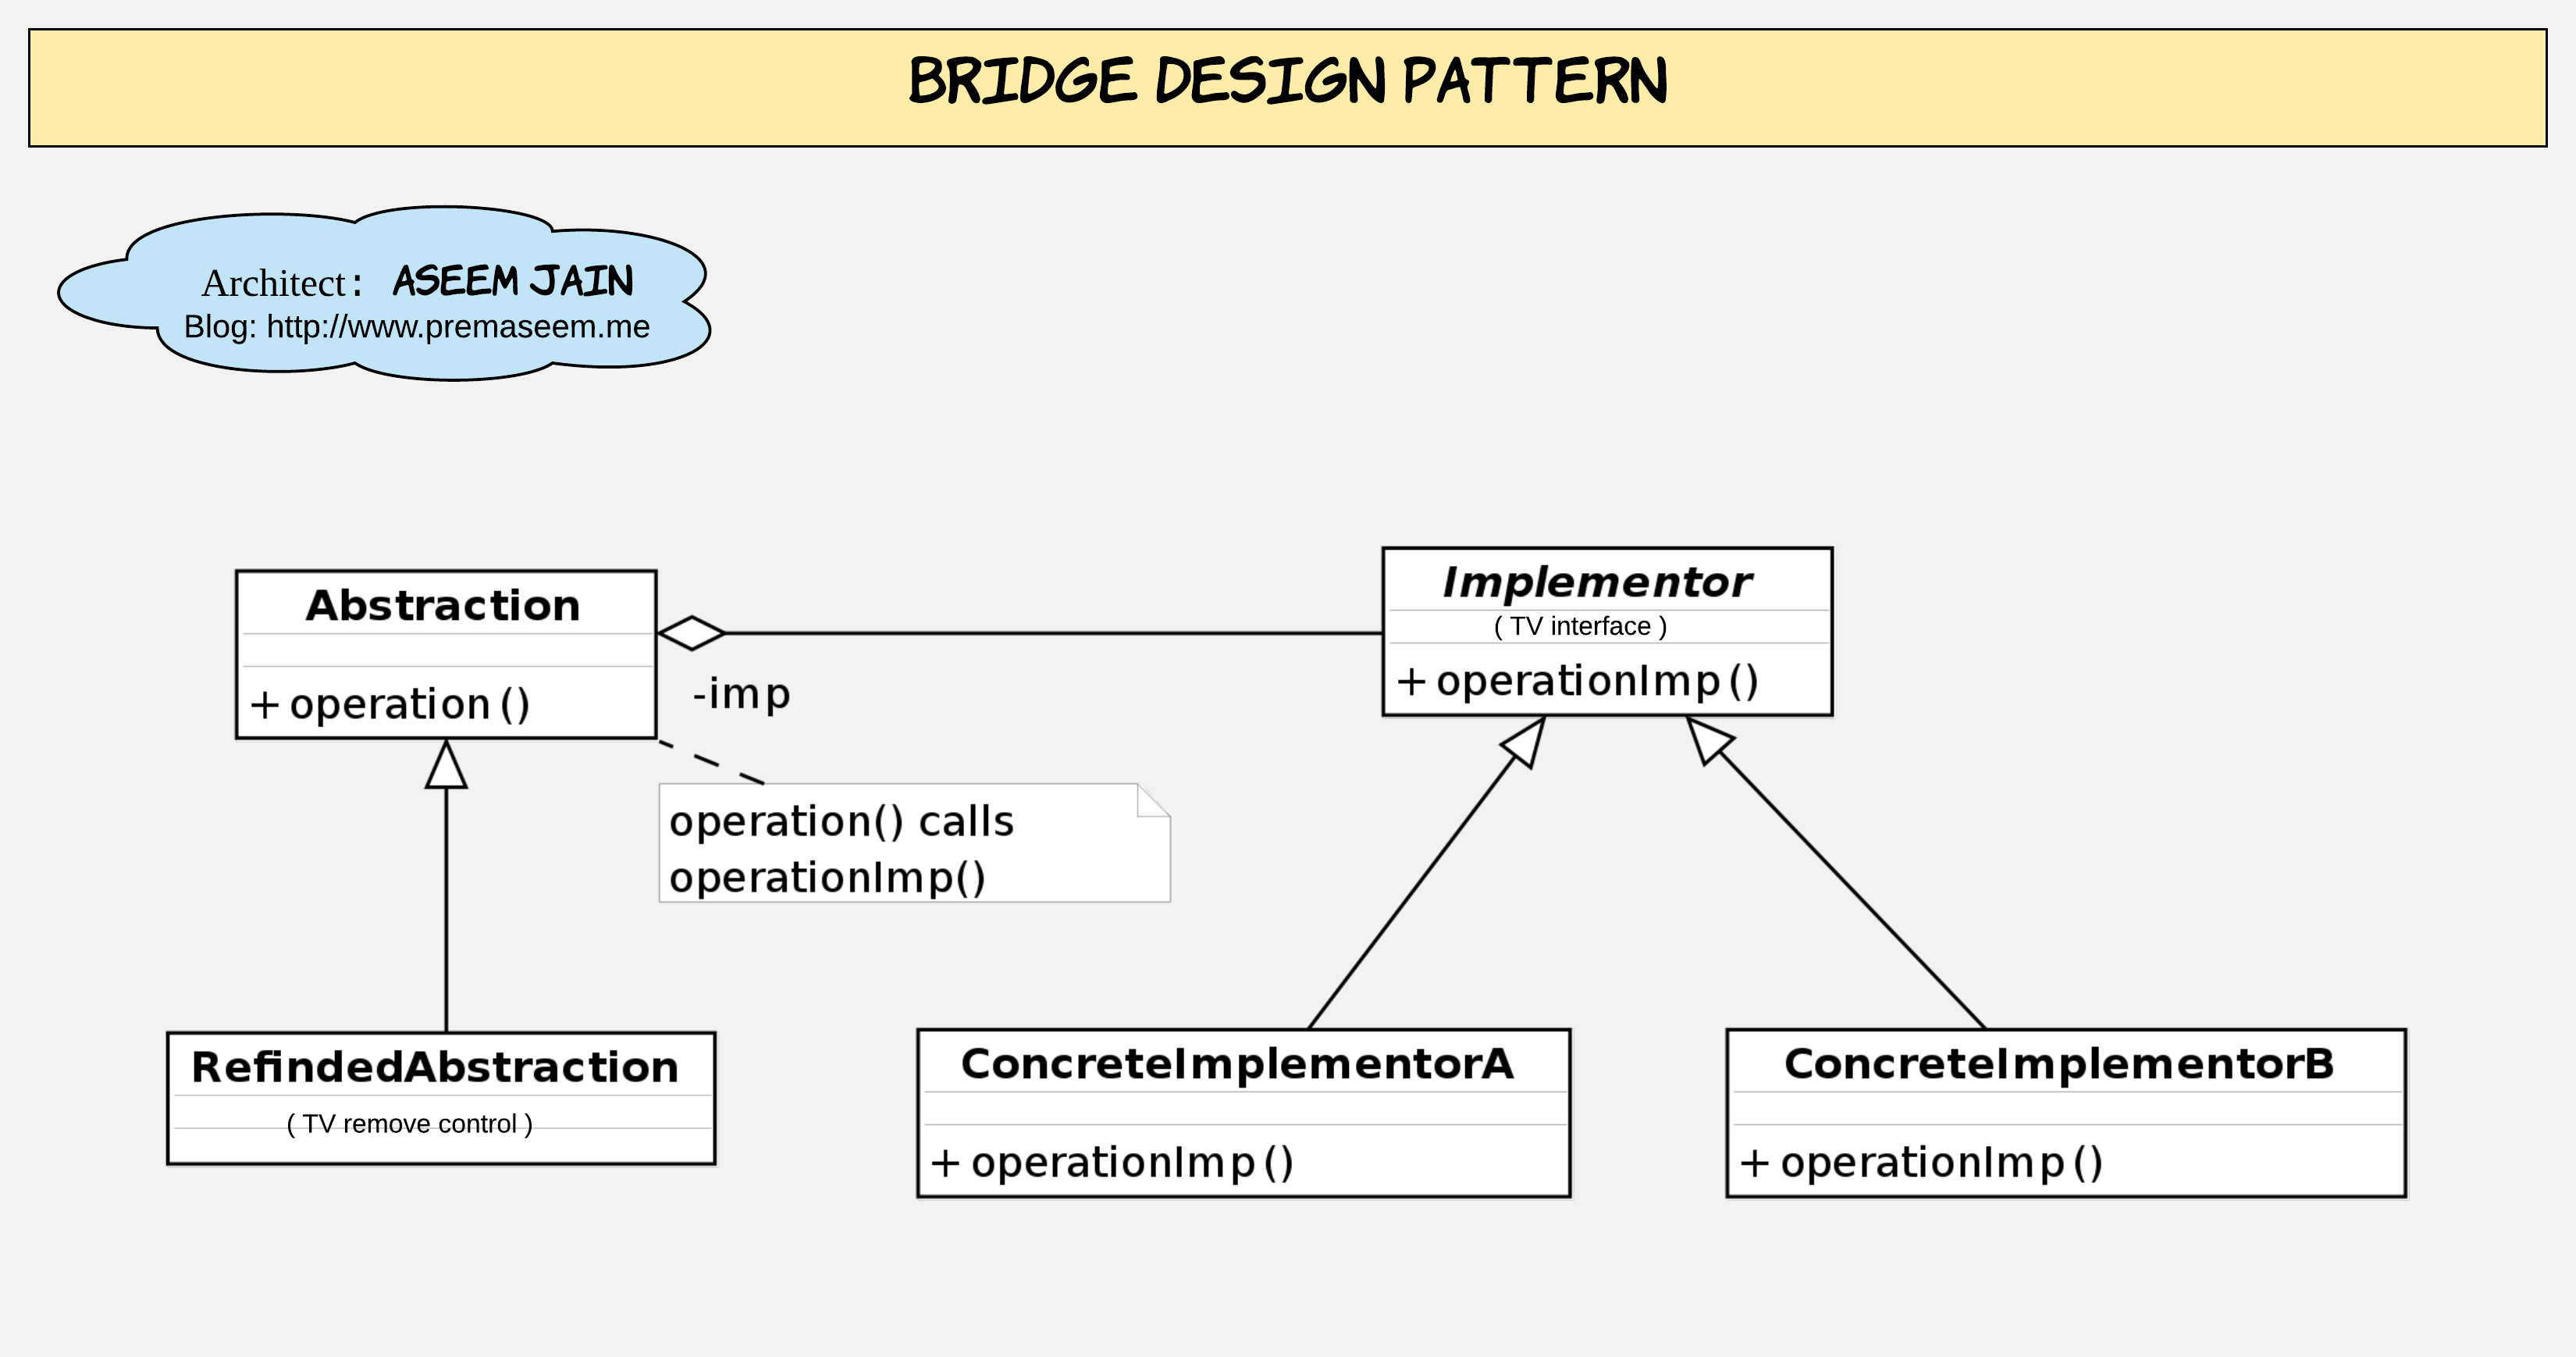 BRIDGE DESIGN PATTERN
Architect: ASEEM JAIN
Blog: http://www.premaseem.me
Abstraction
+ operation ()
-imp
operation() calls
operationImp()
Implementor
( TV interface )
+ operationImp ()
RefindedAbstraction
( TV remove control )
ConcreteImplementorA
+ operationImp ()
ConcreteImplementorB
+ operationImp ()